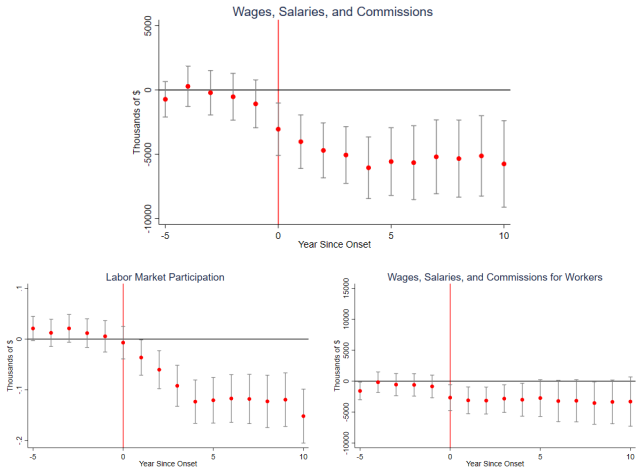 Wages, Salaries, and Commissions
Thousands of $
5000
0
-5000
-10000
-5
0
5
10
Year Since Onset
Labor Market Participation
Thousands of $
.1
0
-.1
-.2
-5
0
5
10
Year Since Onset
Wages, Salaries, and Commissions for Workers
Thousands of $
15000
10000
5000
0
-5000
-10000
-5
0
5
10
Year Since Onset